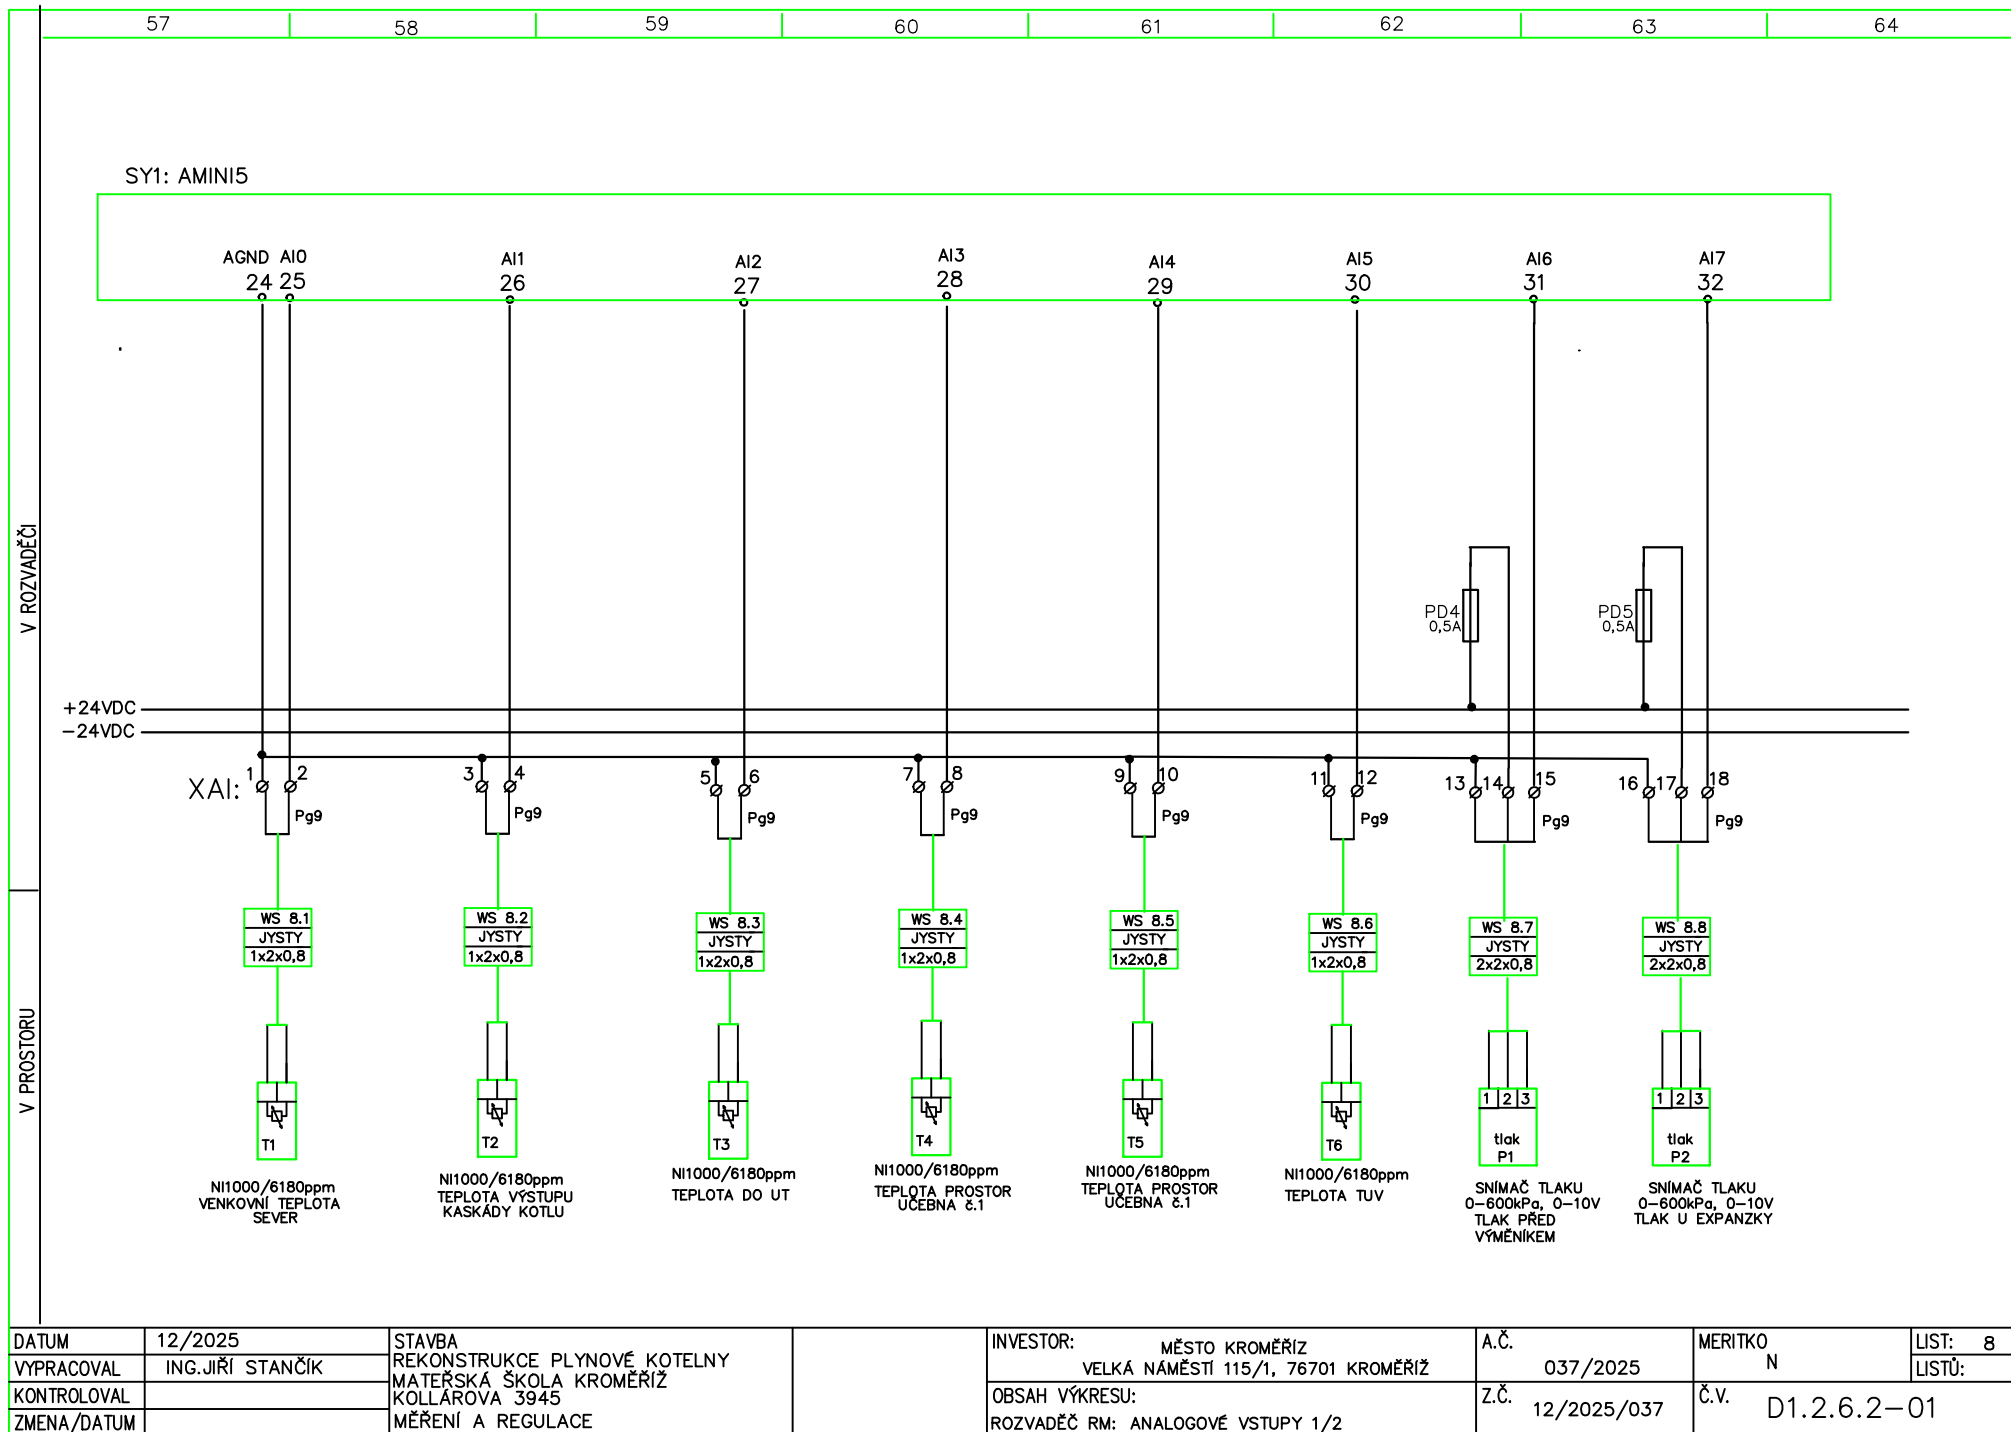 57 58 59 60 61 62 63 64
SY1: AMINI5
AGND AI0 AI1 AI2 AI3 AI4 AI5 AI6 AI7
24 25 26 27 28 29 30 31 32
V ROZVADĚČI
PD4 PD5
0,5A 0,5A
+24VDC
-24VDC
XAI: 1 2 3 4 5 6 7 8 9 10 11 12 13 14 15 16 17 18
Pg9 Pg9 Pg9 Pg9 Pg9 Pg9 Pg9 Pg9
WS 8.1 WS 8.2 WS 8.3 WS 8.4 WS 8.5 WS 8.6 WS 8.7 WS 8.8
JYSTY JYSTY JYSTY JYSTY JYSTY JYSTY JYSTY JYSTY
1x2x0,8 1x2x0,8 1x2x0,8 1x2x0,8 1x2x0,8 1x2x0,8 2x2x0,8 2x2x0,8
V PROSTORU
1 2 3 1 2 3
T1 T2 T3 T4 T5 T6
tlak
P1
tlak
P2
NI1000/6180ppm
VENKOVNÍ TEPLOTA
SEVER
NI1000/6180ppm
TEPLOTA VÝSTUPU
KASKÁDY KOTLU
NI1000/6180ppm
TEPLOTA DO UT
NI1000/6180ppm
TEPLOTA PROSTOR
UČEBNA č.1
NI1000/6180ppm
TEPLOTA PROSTOR
UČEBNA č.1
NI1000/6180ppm
TEPLOTA TUV
SNÍMAČ TLAKU
0-600kPa, 0-10V
TLAK PŘED
VÝMĚNÍKEM
SNÍMAČ TLAKU
0-600kPa, 0-10V
TLAK U EXPANZKY
DATUM 12/2025
VYPRACOVAL ING.JIŘÍ STANČÍK
KONTROLOVAL
ZMENA/DATUM
STAVBA
REKONSTRUKCE PLYNOVÉ KOTELNY
MATEŘSKÁ ŠKOLA KROMĚŘÍŽ
KOLLÁROVA 3945
MĚŘENÍ A REGULACE
INVESTOR: MĚSTO KROMĚŘÍZ
VELKÁ NÁMĚSTÍ 115/1, 76701 KROMĚŘÍŽ
OBSAH VÝKRESU:
ROZVADĚČ RM: ANALOGOVÉ VSTUPY 1/2
A.Č.
037/2025
Z.Č.
12/2025/037
MERITKO
N
LIST: 8
LISTŮ:
Č.V. D1.2.6.2-01